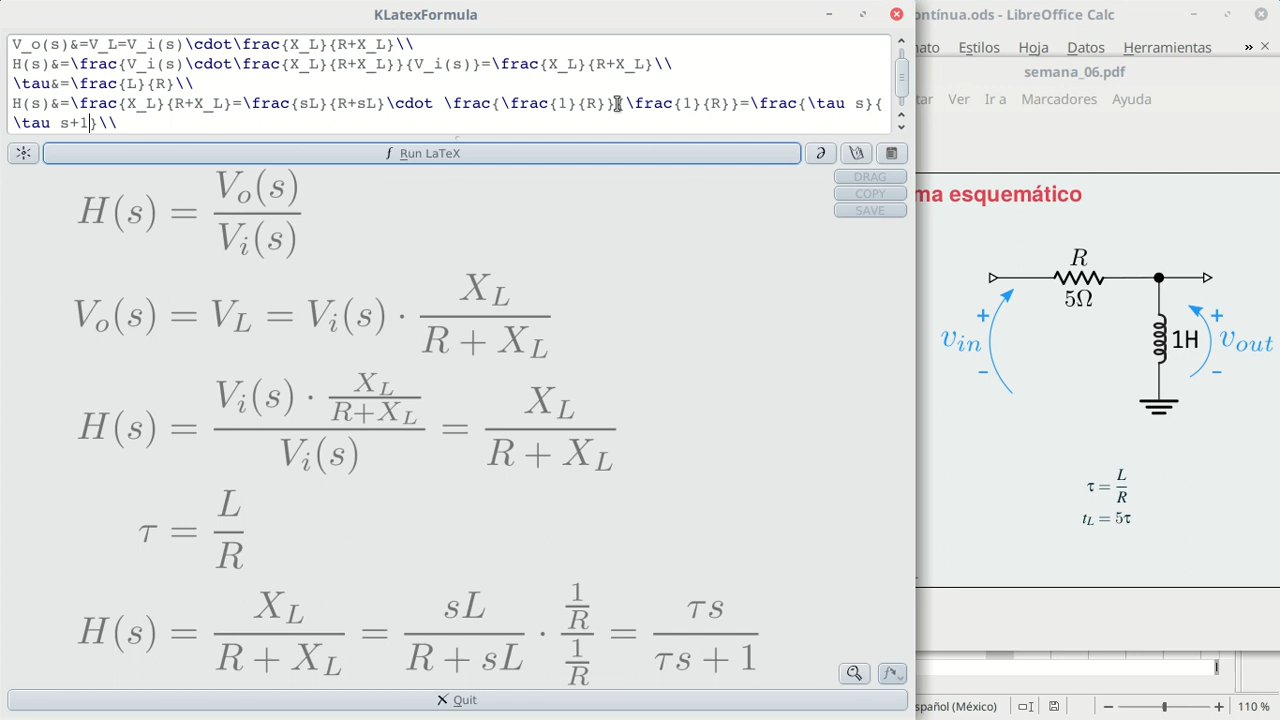 KLatexFormula
V_o(s)&=V_L=V_i(s)\cdot\frac{X_L}{R+X_L}\\
H(s)&=\frac{V_i(s)\cdot\frac{X_L}{R+X_L}}{V_i(s)}=\frac{X_L}{R+X_L}\\
\tau&=\frac{L}{R}\\
H(s)&=\frac{X_L}{R+X_L}=\frac{sL}{R+sL}\cdot \frac{\frac{1}{R}}{\frac{1}{R}}=\frac{\tau s}{
\tau s+1}\\
ƒ Run LaTeX
DRAG
COPY
SAVE
H(s) = V_o(s) / V_i(s)
V_o(s) = V_L = V_i(s) · X_L / (R + X_L)
H(s) = (V_i(s) · X_L / (R+X_L)) / V_i(s) = X_L / (R + X_L)
τ = L / R
H(s) = X_L / (R + X_L) = sL / (R + sL) · (1/R) / (1/R) = τs / (τs + 1)
Quit
ontínua.ods - LibreOffice Calc
ato Estilos Hoja Datos Herramientas »
semana_06.pdf
tar Ver Ir a Marcadores Ayuda
ma esquemático
R
5Ω
+ +
v_in 1H v_out
- -
τ = L / R
t_L = 5τ
spañol (México) 110 %